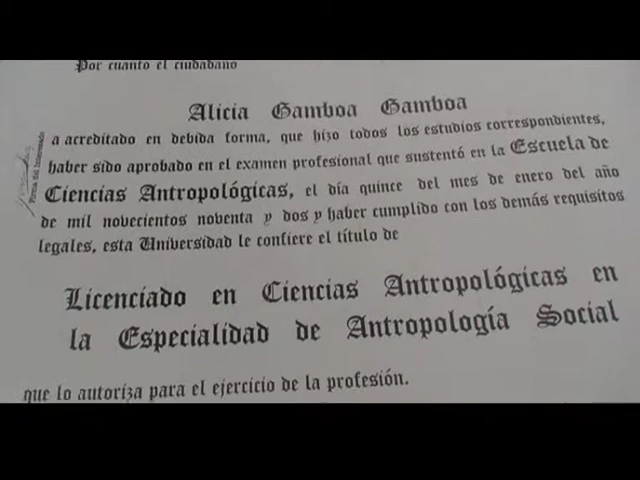 Por cuanto el ciudadano
Alicia Gamboa Gamboa
a acreditado en debida forma, que hizo todos los estudios correspondientes,
haber sido aprobado en el examen profesional que sustentó en la Escuela de
Ciencias Antropológicas, el día quince del mes de enero del año
de mil novecientos noventa y dos y haber cumplido con los demás requisitos
legales, esta Universidad le confiere el título de
Licenciado en Ciencias Antropológicas en
la Especialidad de Antropología Social
que lo autoriza para el ejercicio de la profesión.
Firma del Interesado